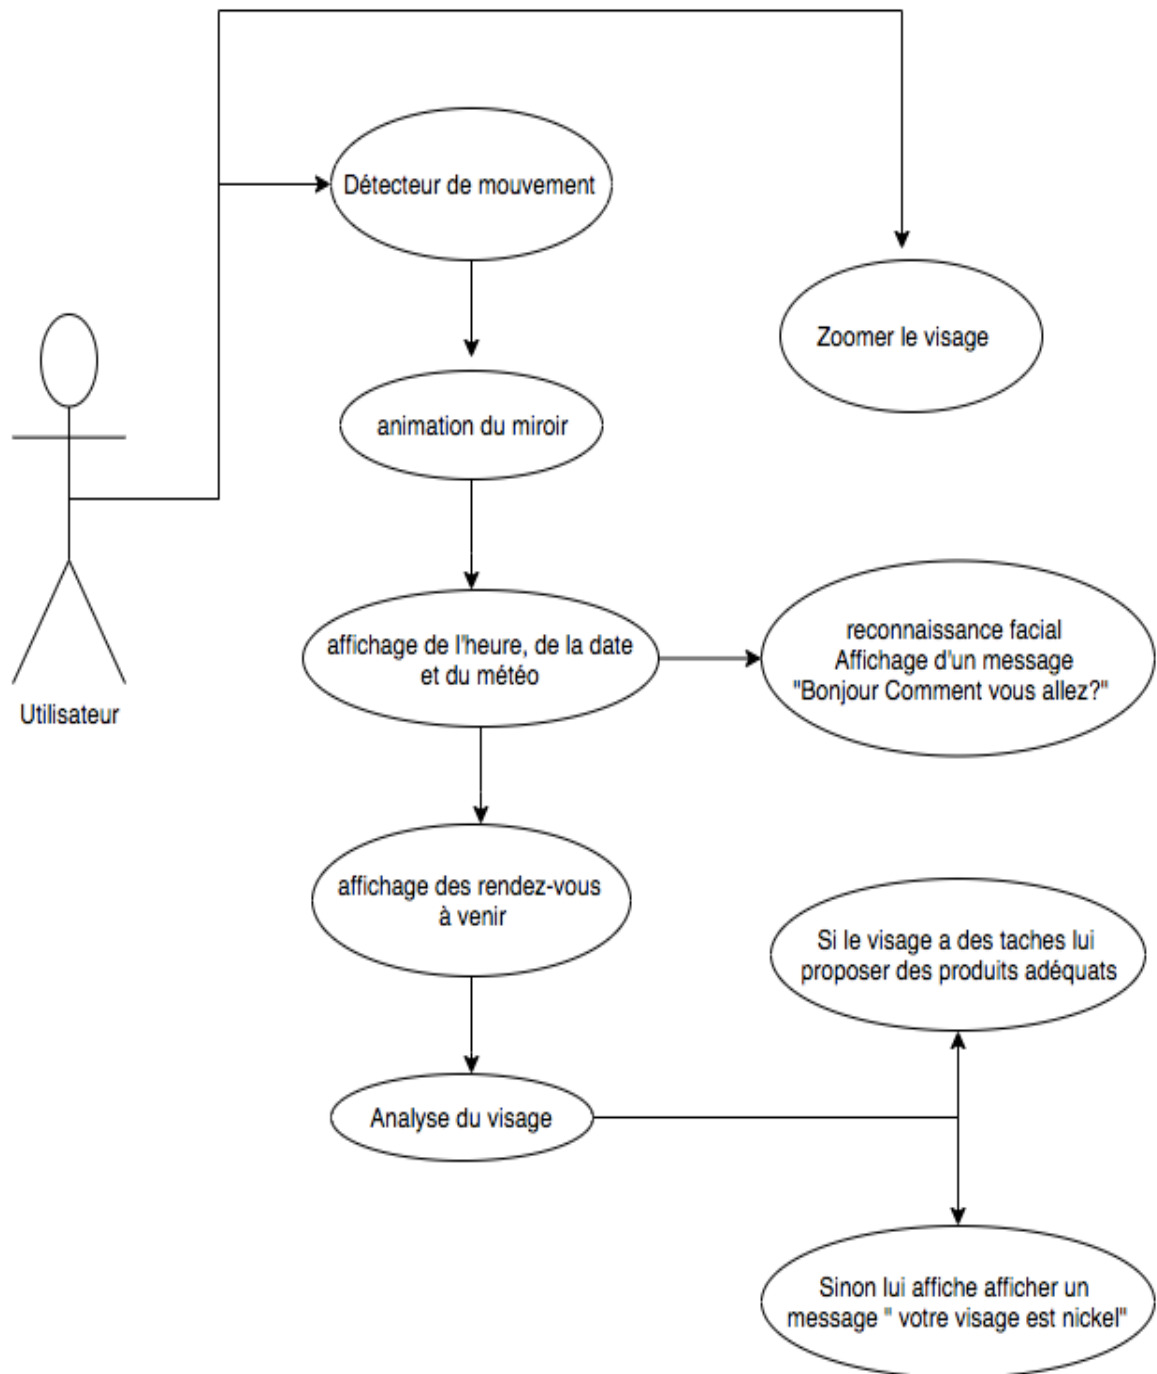 Détecteur de mouvement
Zoomer le visage
animation du miroir
affichage de l'heure, de la date
et du météo
reconnaissance facial
Affichage d'un message
"Bonjour Comment vous allez?"
Utilisateur
affichage des rendez-vous
à venir
Si le visage a des taches lui
proposer des produits adéquats
Analyse du visage
Sinon lui affiche afficher un
message " votre visage est nickel"